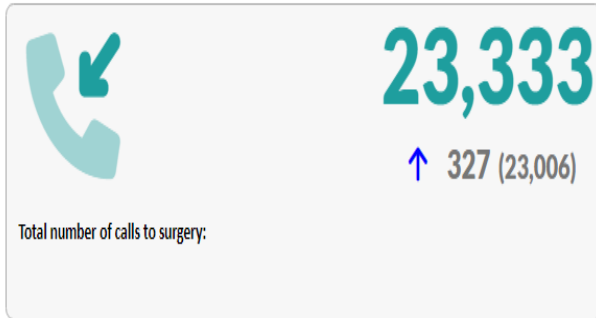 23,333
↑ 327 (23,006)
Total number of calls to surgery: